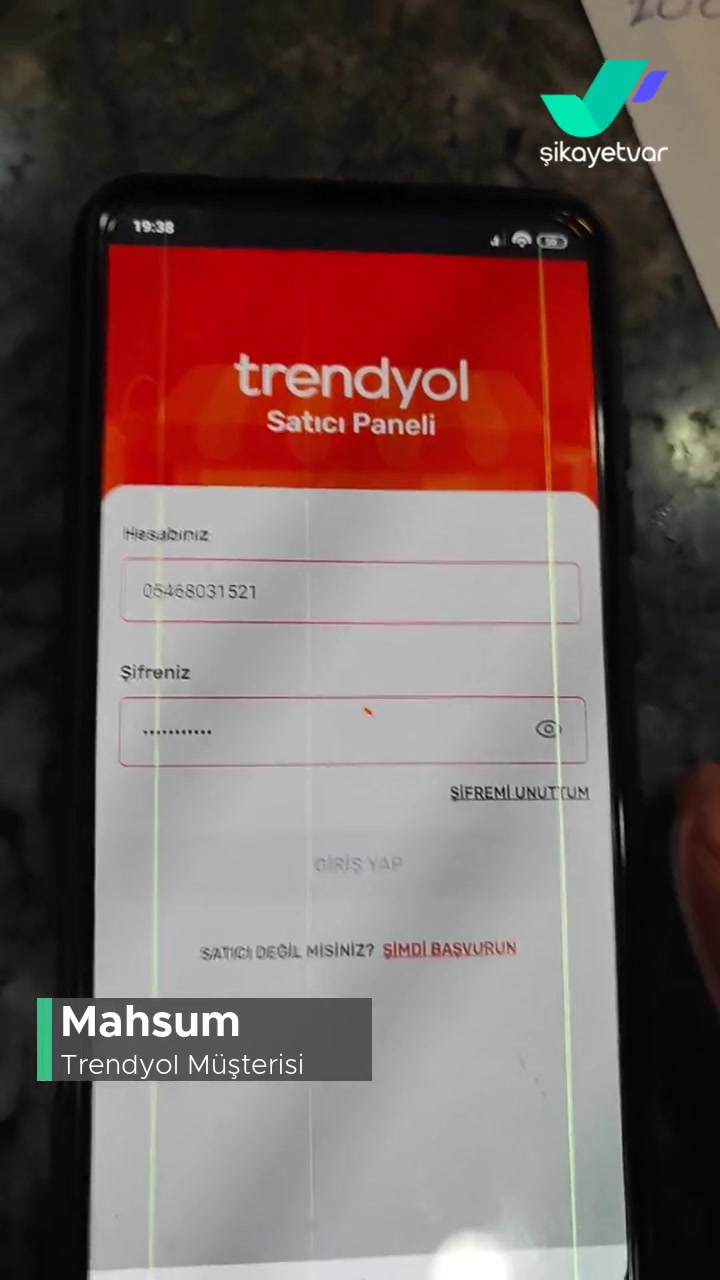 şikayetvar
19:38
trendyol
Satıcı Paneli
Hesabınız
05468031521
Şifreniz
ŞİFREMİ UNUTTUM
GİRİŞ YAP
SATICI DEĞİL MİSİNİZ? ŞİMDİ BAŞVURUN
Mahsum
Trendyol Müşterisi